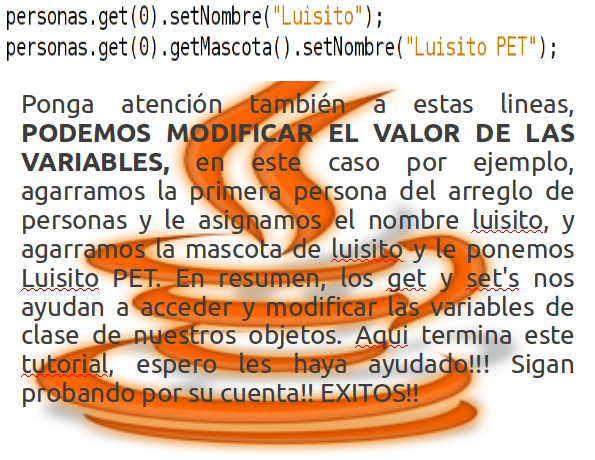 personas.get(0).setNombre("Luisito");
personas.get(0).getMascota().setNombre("Luisito PET");
Ponga atención también a estas lineas,
PODEMOS MODIFICAR EL VALOR DE LAS
VARIABLES, en este caso por ejemplo,
agarramos la primera persona del arreglo de
personas y le asignamos el nombre luisito, y
agarramos la mascota de luisito y le ponemos
Luisito PET. En resumen, los get y set's nos
ayudan a acceder y modificar las variables de
clase de nuestros objetos. Aqui termina este
tutorial, espero les haya ayudado!!! Sigan
probando por su cuenta!! EXITOS!!